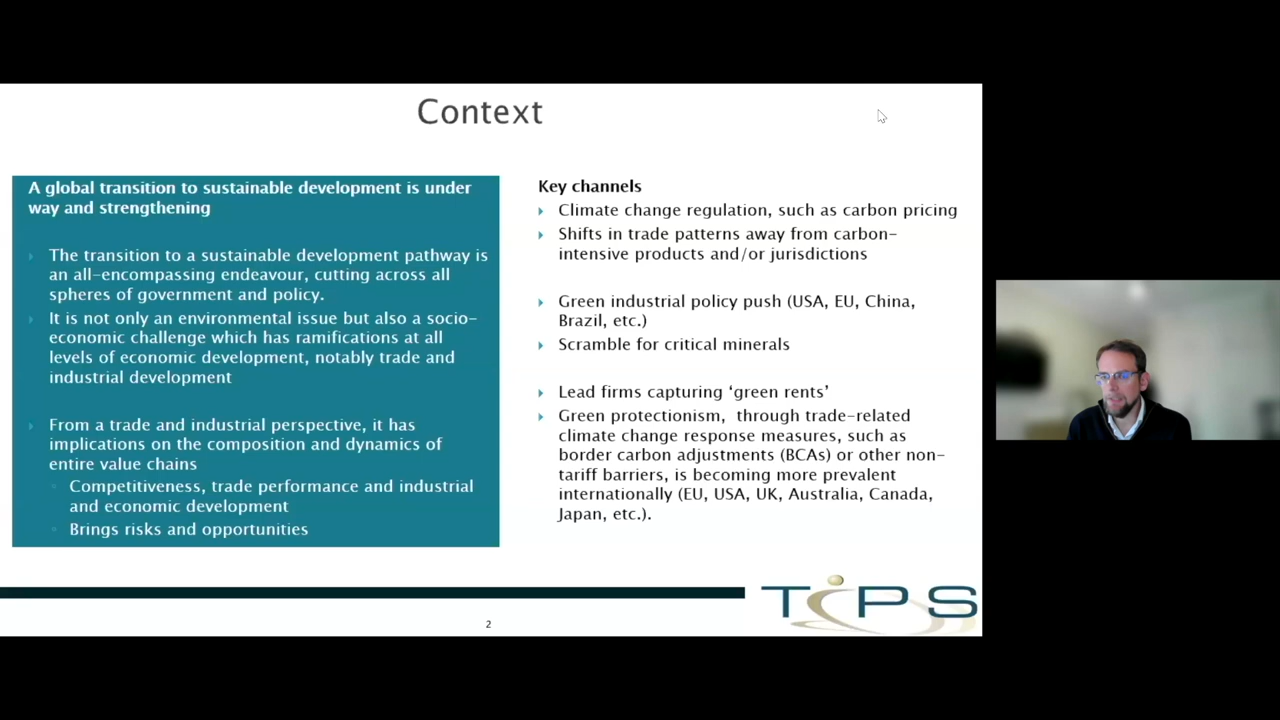 Context
A global transition to sustainable development is under
way and strengthening
The transition to a sustainable development pathway is
an all-encompassing endeavour, cutting across all
spheres of government and policy.
It is not only an environmental issue but also a socio-
economic challenge which has ramifications at all
levels of economic development, notably trade and
industrial development
From a trade and industrial perspective, it has
implications on the composition and dynamics of
entire value chains
Competitiveness, trade performance and industrial
and economic development
Brings risks and opportunities
Key channels
Climate change regulation, such as carbon pricing
Shifts in trade patterns away from carbon-
intensive products and/or jurisdictions
Green industrial policy push (USA, EU, China,
Brazil, etc.)
Scramble for critical minerals
Lead firms capturing ‘green rents’
Green protectionism, through trade-related
climate change response measures, such as
border carbon adjustments (BCAs) or other non-
tariff barriers, is becoming more prevalent
internationally (EU, USA, UK, Australia, Canada,
Japan, etc.).
2
TIPS